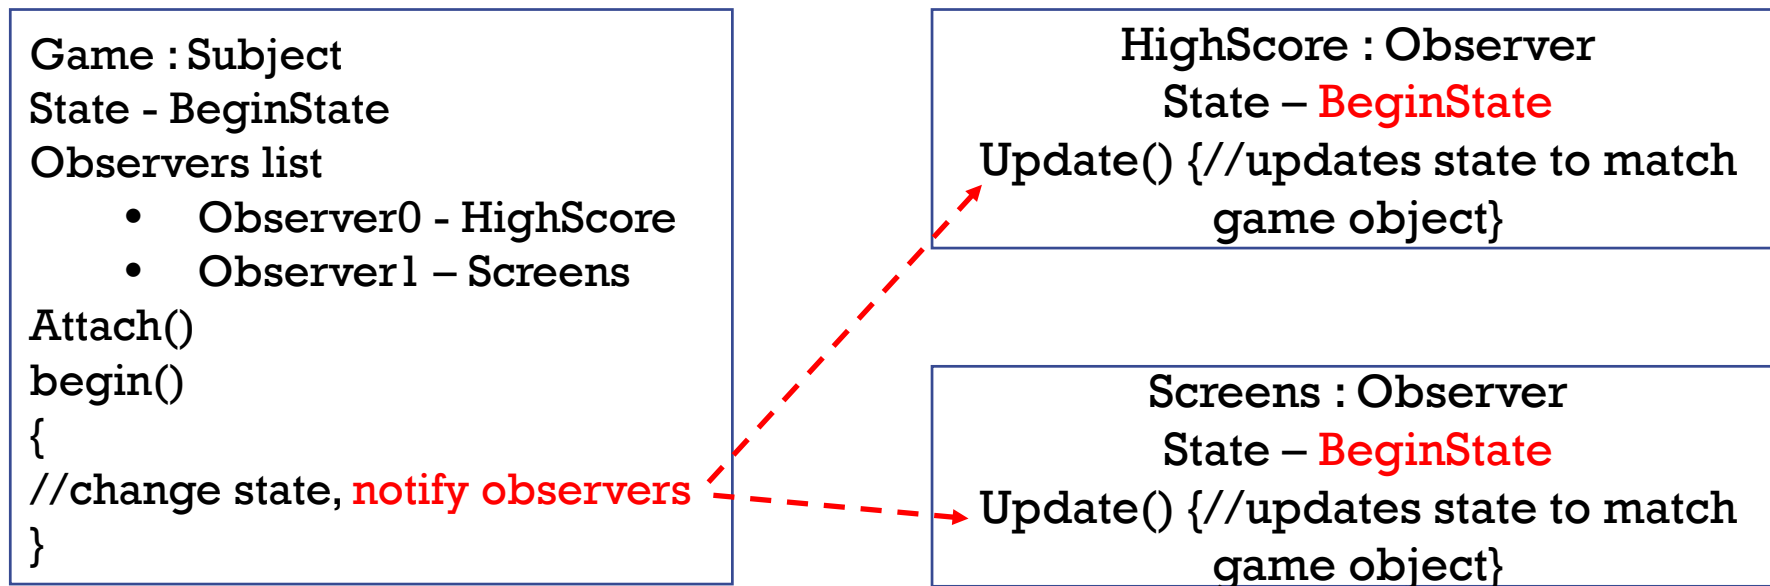 Game : Subject
State - BeginState
Observers list
• Observer0 - HighScore
• Observer1 – Screens
Attach()
begin()
{
//change state, notify observers
}
HighScore : Observer
State – BeginState
Update() {//updates state to match
game object}
Screens : Observer
State – BeginState
Update() {//updates state to match
game object}